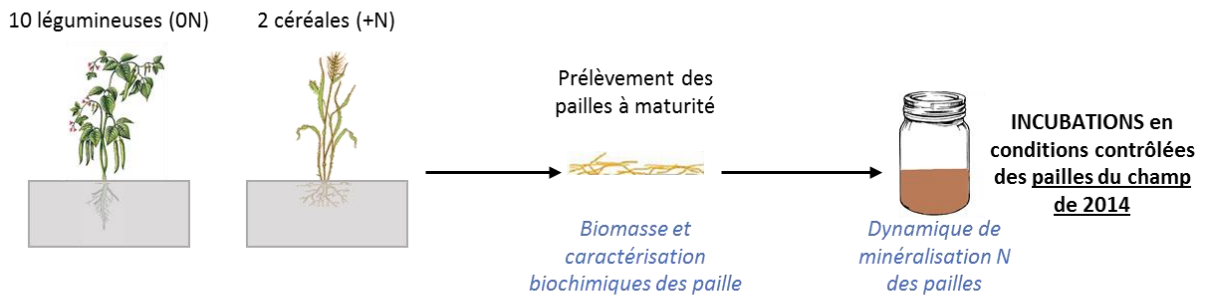 10 légumineuses (0N)
2 céréales (+N)
Prélèvement des
pailles à maturité
Biomasse et
caractérisation
biochimiques des paille
Dynamique de
minéralisation N
des pailles
INCUBATIONS en
conditions contrôlées
des pailles du champ
de 2014